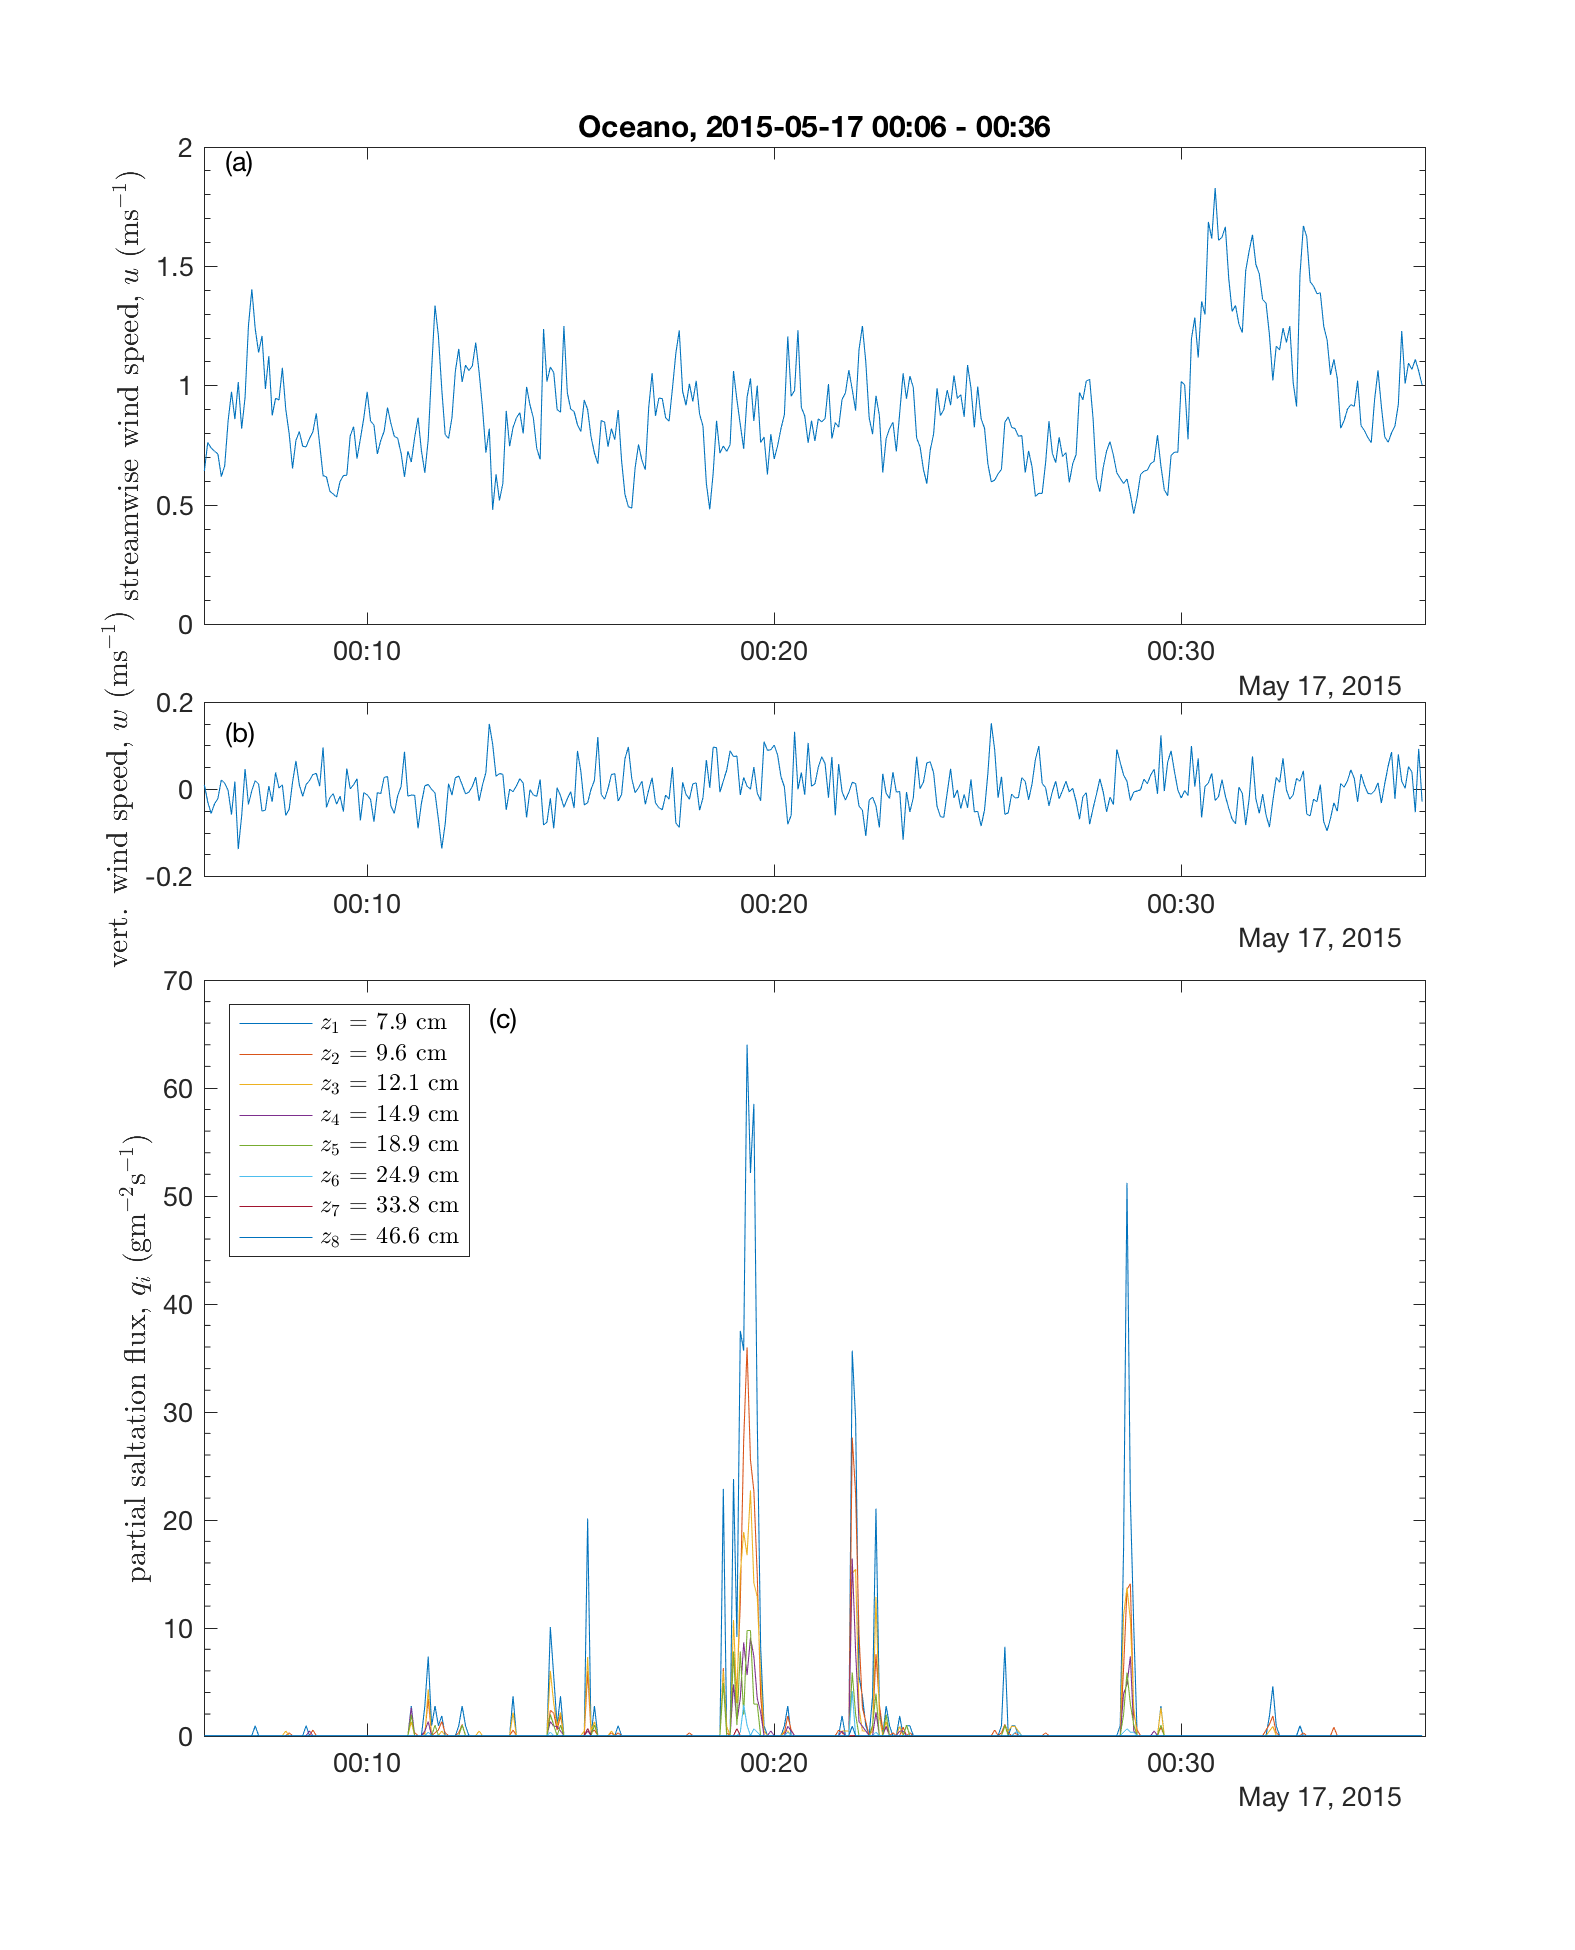 Oceano, 2015-05-17 00:06 - 00:36
(a)
streamwise wind speed, u (ms⁻¹)
2
1.5
1
0.5
0
00:10 00:20 00:30
May 17, 2015
(b)
vert. wind speed, w (ms⁻¹)
0.2
0
-0.2
00:10 00:20 00:30
May 17, 2015
(c)
partial saltation flux, qᵢ (gm⁻²s⁻¹)
70
60
50
40
30
20
10
0
z₁ = 7.9 cm
z₂ = 9.6 cm
z₃ = 12.1 cm
z₄ = 14.9 cm
z₅ = 18.9 cm
z₆ = 24.9 cm
z₇ = 33.8 cm
z₈ = 46.6 cm
00:10 00:20 00:30
May 17, 2015